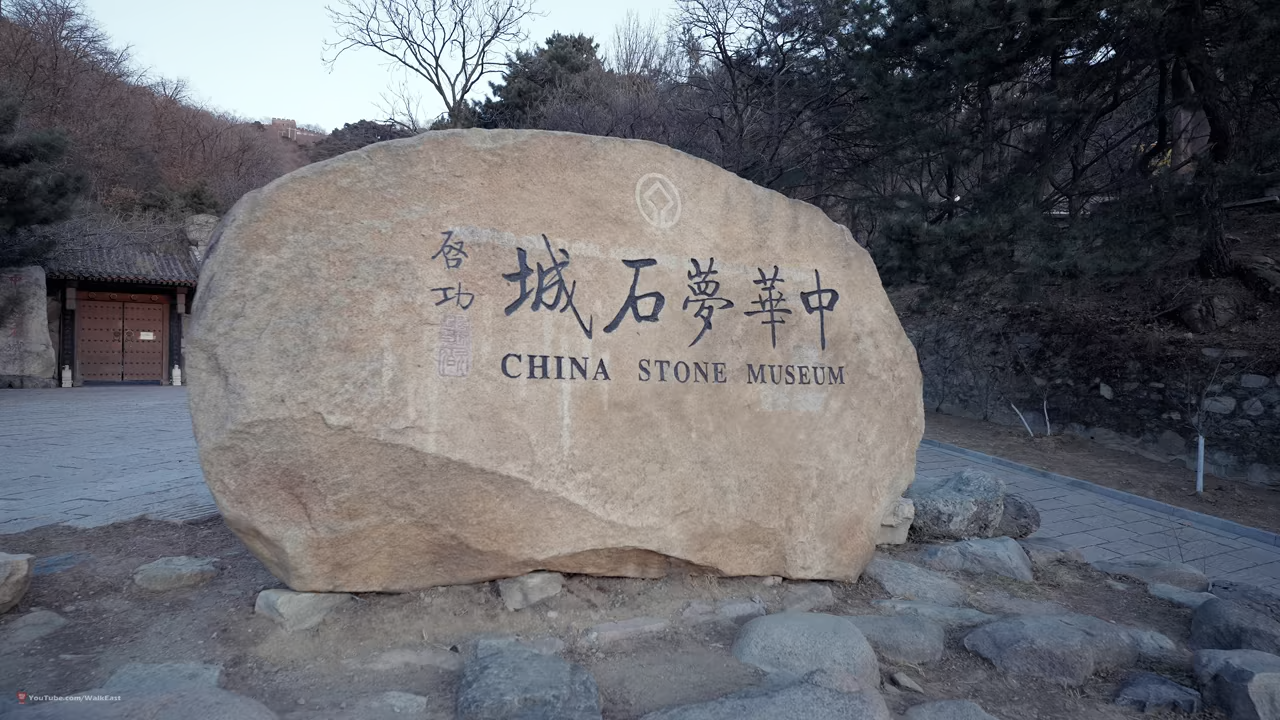 中華夢石城
啓功
CHINA STONE MUSEUM
YouTube.com/WalkEast